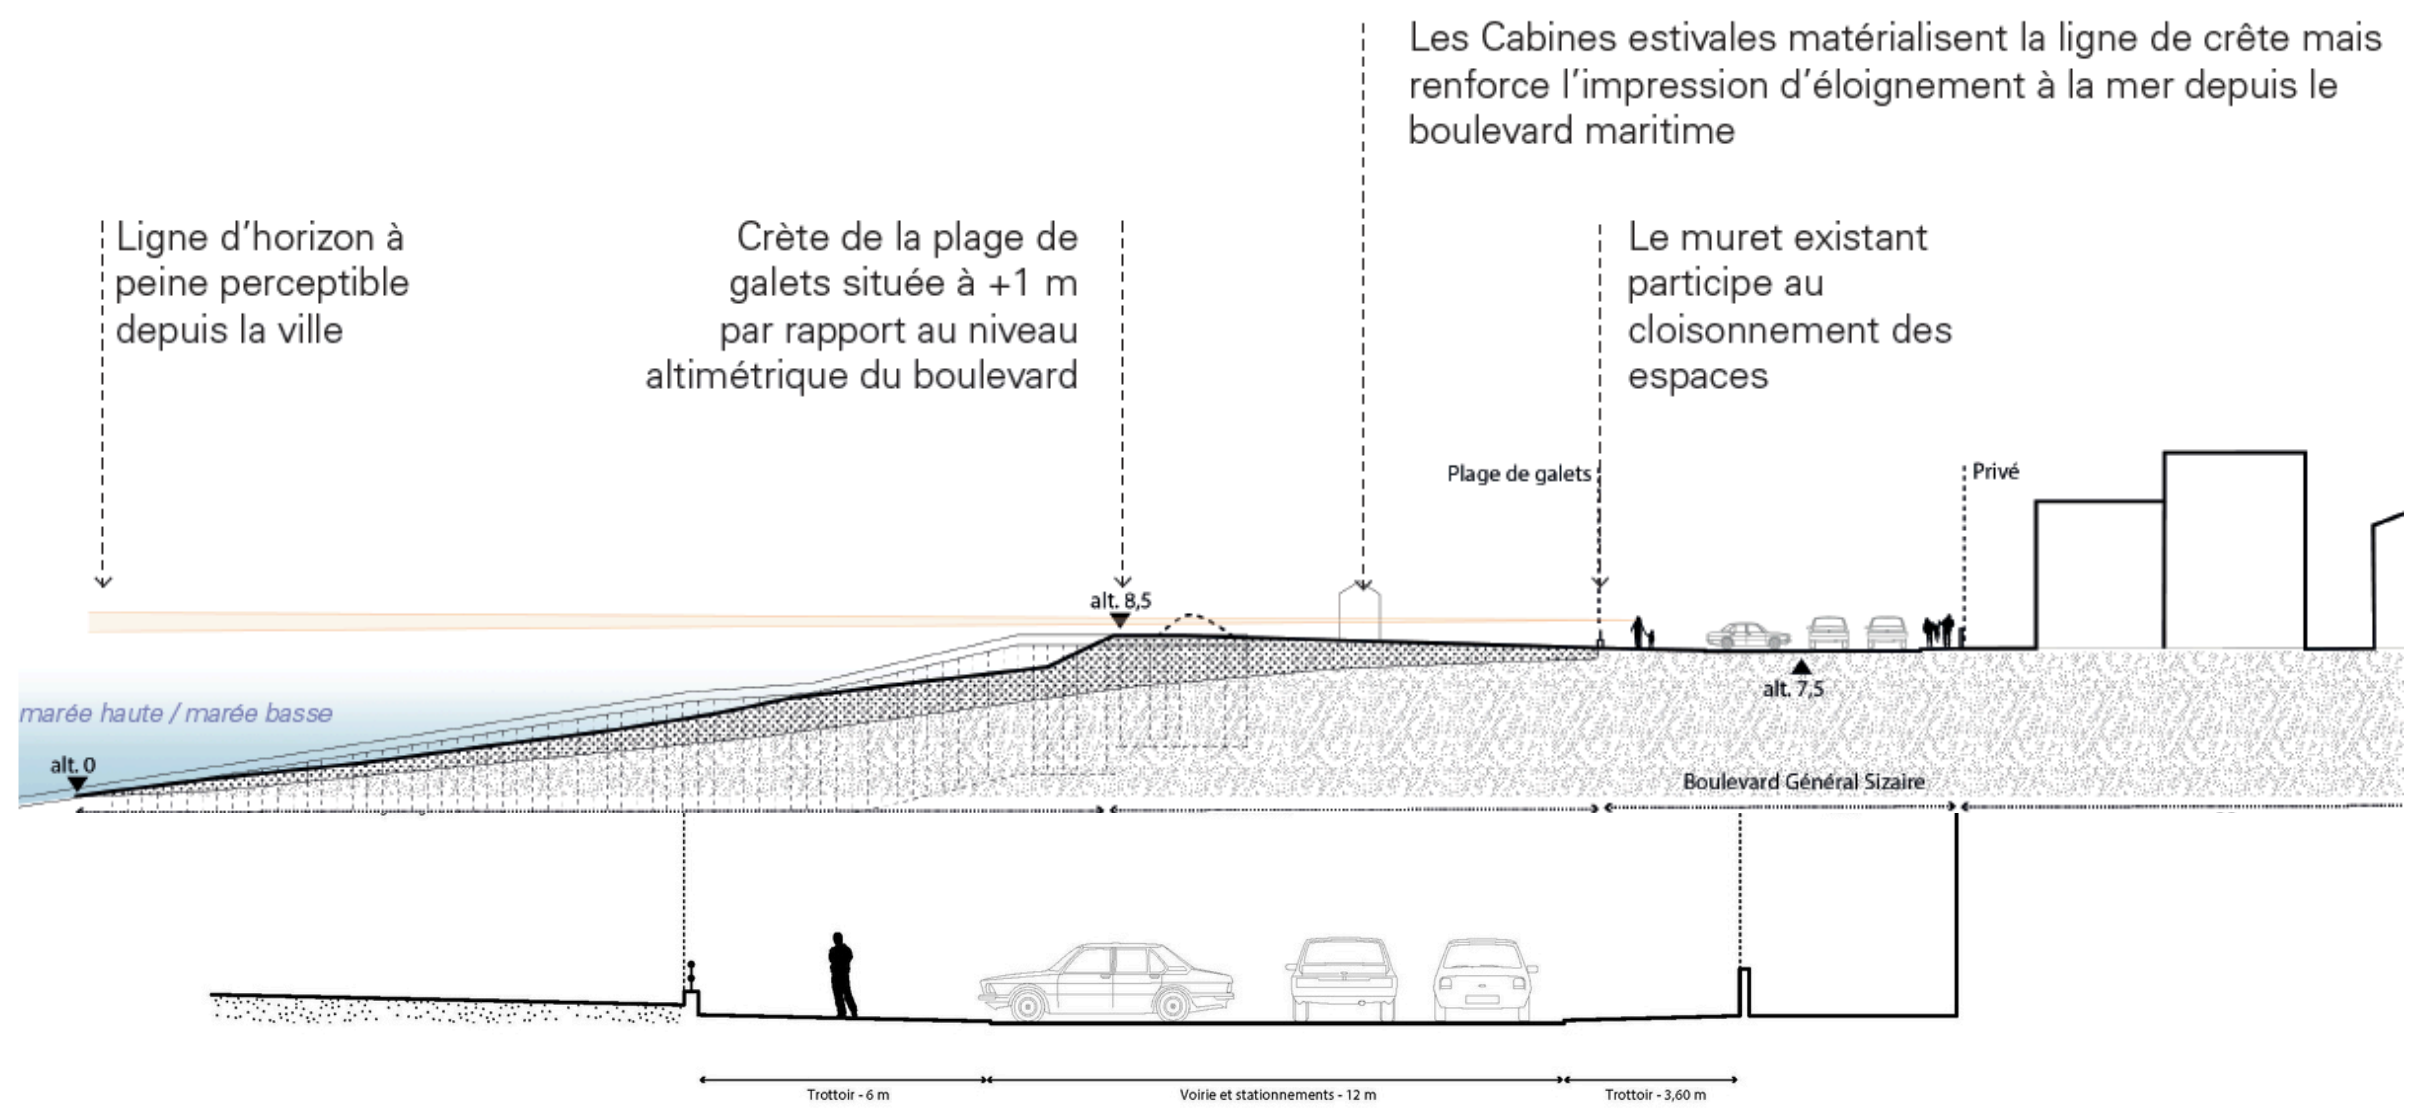 Les Cabines estivales matérialisent la ligne de crête mais
renforce l'impression d'éloignement à la mer depuis le
boulevard maritime
Ligne d'horizon à
peine perceptible
depuis la ville
Crète de la plage de
galets située à +1 m
par rapport au niveau
altimétrique du boulevard
Le muret existant
participe au
cloisonnement des
espaces
Plage de galets
Privé
alt. 8,5
alt. 7,5
marée haute / marée basse
alt. 0
Boulevard Général Sizaire
Trottoir - 6 m
Voirie et stationnements - 12 m
Trottoir - 3,60 m